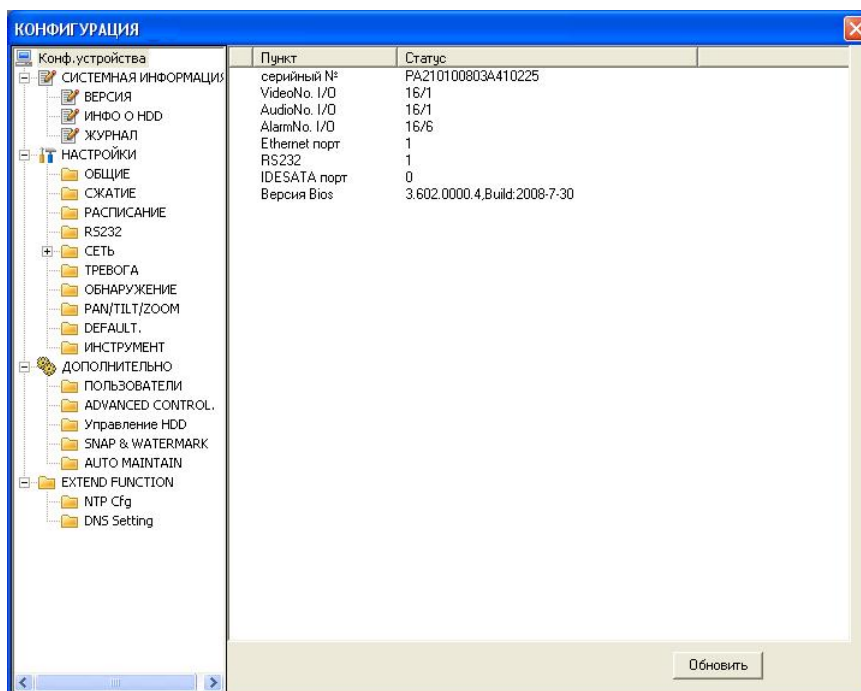 КОНФИГУРАЦИЯ
Конф.устройства
СИСТЕМНАЯ ИНФОРМАЦИЯ
ВЕРСИЯ
ИНФО О HDD
ЖУРНАЛ
НАСТРОЙКИ
ОБЩИЕ
СЖАТИЕ
РАСПИСАНИЕ
RS232
СЕТЬ
ТРЕВОГА
ОБНАРУЖЕНИЕ
PAN/TILT/ZOOM
DEFAULT.
ИНСТРУМЕНТ
ДОПОЛНИТЕЛЬНО
ПОЛЬЗОВАТЕЛИ
ADVANCED CONTROL.
Управление HDD
SNAP & WATERMARK
AUTO MAINTAIN
EXTEND FUNCTION
NTP Cfg
DNS Setting
Пункт Статус
серийный № PA210100803A410225
VideoNo. I/O 16/1
AudioNo. I/O 16/1
AlarmNo. I/O 16/6
Ethernet порт 1
RS232 1
IDESATA порт 0
Версия Bios 3.602.0000.4,Build:2008-7-30
Обновить